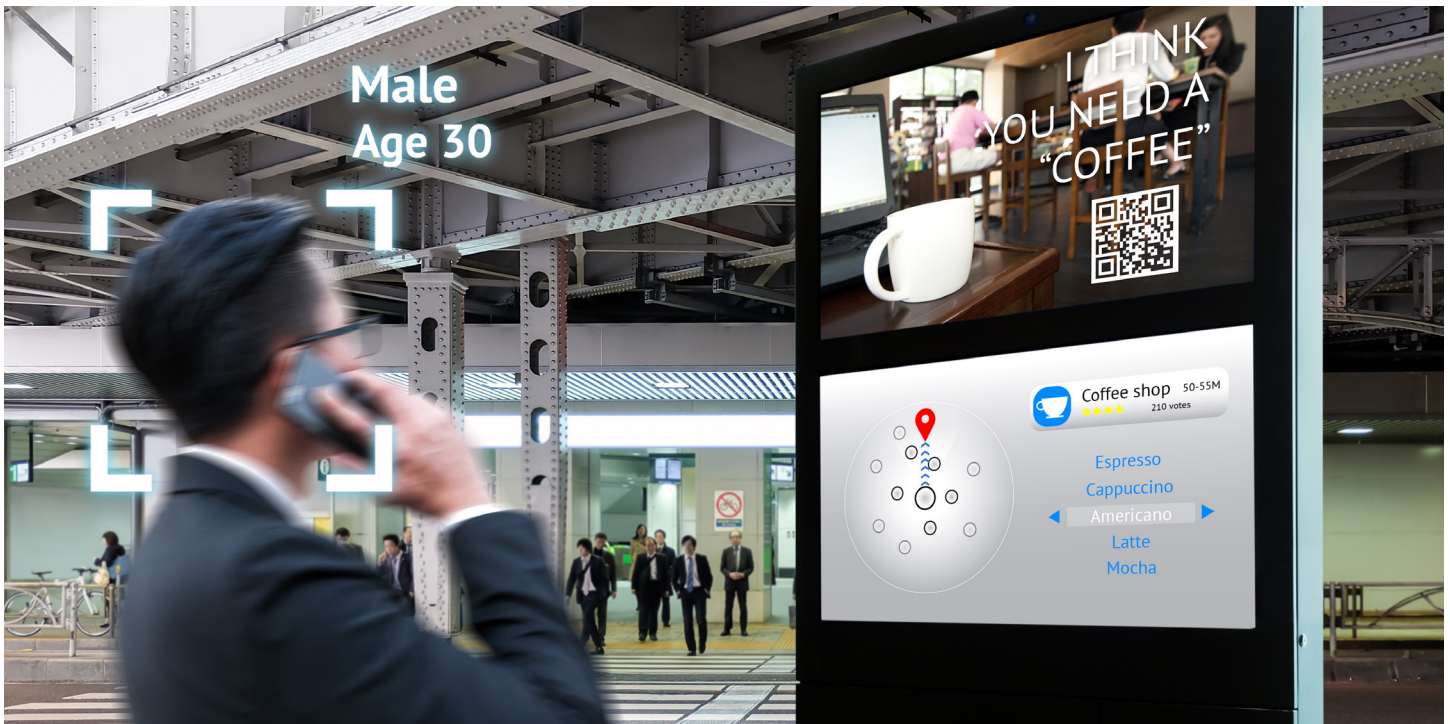 Male
Age 30
I THINK
YOU NEED A
“COFFEE”
Coffee shop 50-55M
210 votes
Espresso
Cappuccino
Americano
Latte
Mocha